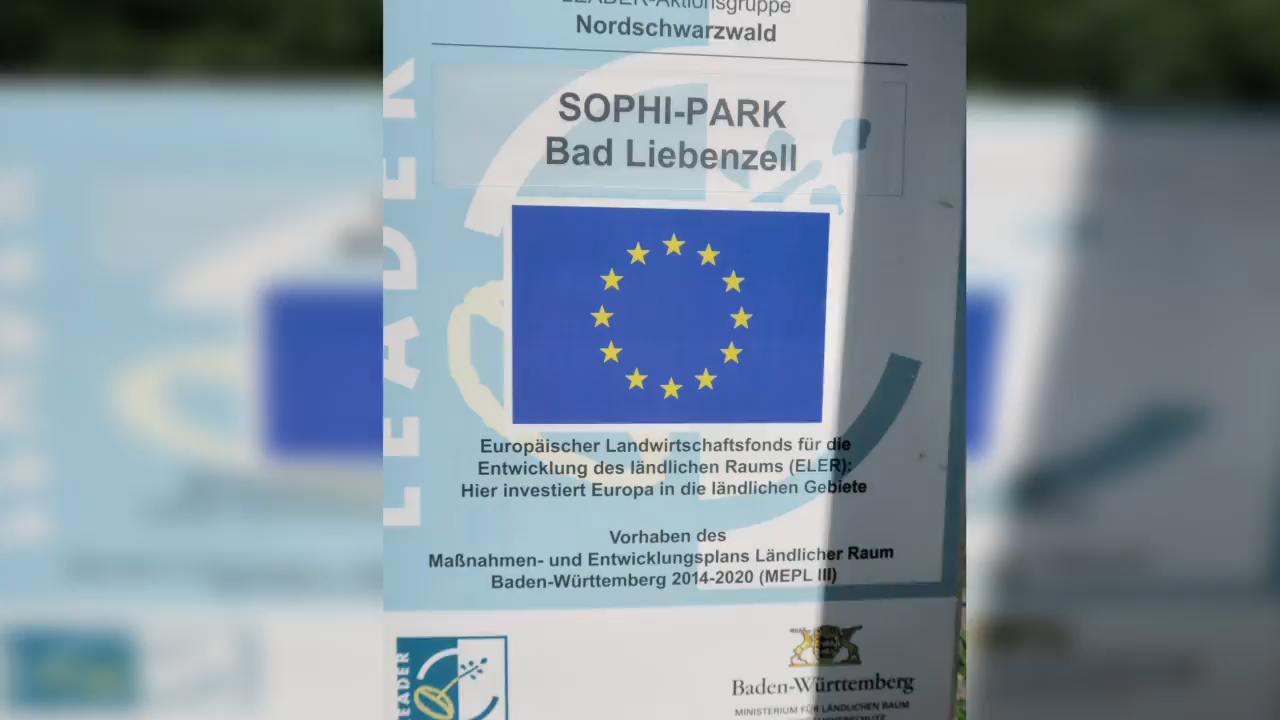 LEADER-Aktionsgruppe
Nordschwarzwald
SOPHI-PARK
Bad Liebenzell
LEADER
Europäischer Landwirtschaftsfonds für die
Entwicklung des ländlichen Raums (ELER):
Hier investiert Europa in die ländlichen Gebiete
Vorhaben des
Maßnahmen- und Entwicklungsplans Ländlicher Raum
Baden-Württemberg 2014-2020 (MEPL III)
LEADER
Baden-Württemberg
MINISTERIUM FÜR LÄNDLICHEN RAUM